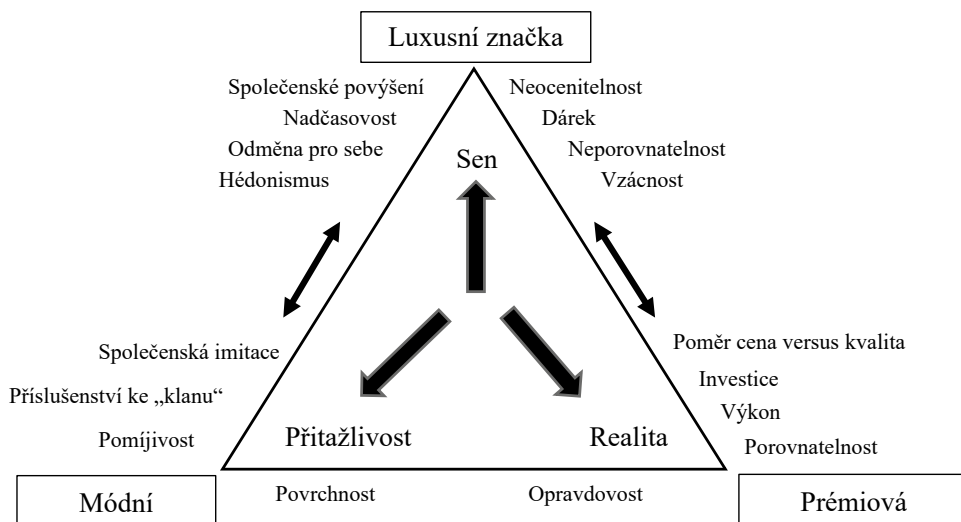 Luxusní značka
Společenské povýšení
Neocenitelnost
Nadčasovost
Dárek
Odměna pro sebe
Neporovnatelnost
Sen
Hédonismus
Vzácnost
Společenská imitace
Poměr cena versus kvalita
Příslušenství ke „klanu“
Investice
Výkon
Pomíjivost
Přitažlivost
Realita
Porovnatelnost
Módní
Povrchnost
Opravdovost
Prémiová